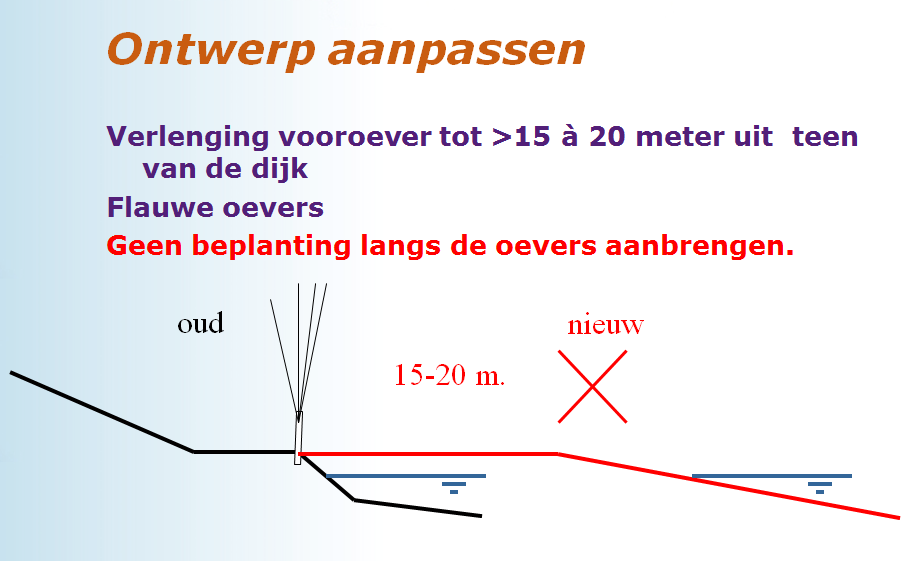 Ontwerp aanpassen
Verlenging vooroever tot >15 à 20 meter uit teen
van de dijk
Flauwe oevers
Geen beplanting langs de oevers aanbrengen.
oud
nieuw
15-20 m.